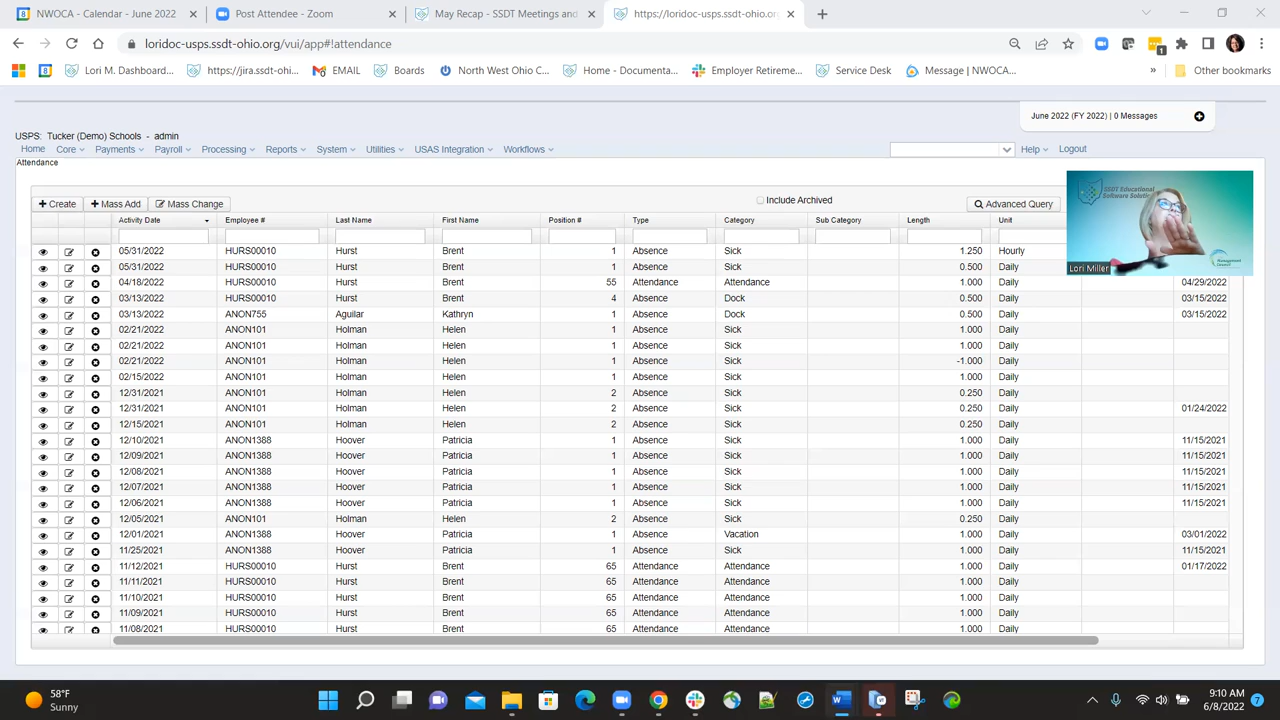 NWOCA - Calendar - June 2022
Post Attendee - Zoom
May Recap - SSDT Meetings and
https://loridoc-usps.ssdt-ohio.org/
loridoc-usps.ssdt-ohio.org/vui/app#!attendance
1
Lori M. Dashboard...
https://jira.ssdt-ohi...
EMAIL
Boards
North West Ohio C...
Home - Documenta...
Employer Retireme...
Service Desk
Message | NWOCA...
» Other bookmarks
June 2022 (FY 2022) | 0 Messages
USPS: Tucker (Demo) Schools - admin
Home Core Payments Payroll Processing Reports System Utilities USAS Integration Workflows Help Logout
Attendance
SSDT Educational
Software Solution
Management
Council
Lori Miller
Create Mass Add Mass Change Include Archived Advanced Query
Activity Date Employee # Last Name First Name Position # Type Category Sub Category Length Unit
05/31/2022 HURS00010 Hurst Brent 1 Absence Sick 1.250 Hourly
05/31/2022 HURS00010 Hurst Brent 1 Absence Sick 0.500 Daily
04/18/2022 HURS00010 Hurst Brent 55 Attendance Attendance 1.000 Daily 04/29/2022
03/13/2022 HURS00010 Hurst Brent 4 Absence Dock 0.500 Daily 03/15/2022
03/13/2022 ANON755 Aguilar Kathryn 1 Absence Dock 0.500 Daily 03/15/2022
02/21/2022 ANON101 Holman Helen 1 Absence Sick 1.000 Daily
02/21/2022 ANON101 Holman Helen 1 Absence Sick 1.000 Daily
02/21/2022 ANON101 Holman Helen 1 Absence Sick -1.000 Daily
02/15/2022 ANON101 Holman Helen 1 Absence Sick 1.000 Daily
12/31/2021 ANON101 Holman Helen 2 Absence Sick 0.250 Daily
12/31/2021 ANON101 Holman Helen 2 Absence Sick 0.250 Daily 01/24/2022
12/15/2021 ANON101 Holman Helen 2 Absence Sick 0.250 Daily
12/10/2021 ANON1388 Hoover Patricia 1 Absence Sick 1.000 Daily 11/15/2021
12/09/2021 ANON1388 Hoover Patricia 1 Absence Sick 1.000 Daily 11/15/2021
12/08/2021 ANON1388 Hoover Patricia 1 Absence Sick 1.000 Daily 11/15/2021
12/07/2021 ANON1388 Hoover Patricia 1 Absence Sick 1.000 Daily 11/15/2021
12/06/2021 ANON1388 Hoover Patricia 1 Absence Sick 1.000 Daily 11/15/2021
12/05/2021 ANON101 Holman Helen 2 Absence Sick 0.250 Daily
12/01/2021 ANON1388 Hoover Patricia 1 Absence Vacation 1.000 Daily 03/01/2022
11/25/2021 ANON1388 Hoover Patricia 1 Absence Sick 1.000 Daily 11/15/2021
11/12/2021 HURS00010 Hurst Brent 65 Attendance Attendance 1.000 Daily 01/17/2022
11/11/2021 HURS00010 Hurst Brent 65 Attendance Attendance 1.000 Daily
11/10/2021 HURS00010 Hurst Brent 65 Attendance Attendance 1.000 Daily
11/09/2021 HURS00010 Hurst Brent 65 Attendance Attendance 1.000 Daily
11/08/2021 HURS00010 Hurst Brent 65 Attendance Attendance 1.000 Daily
58°F
Sunny
9:10 AM
6/8/2022
7